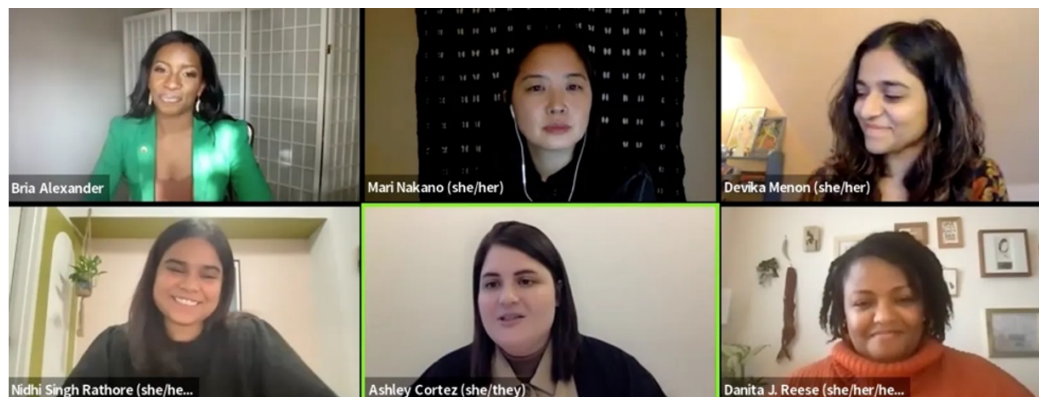 Bria Alexander
Mari Nakano (she/her)
Devika Menon (she/her)
Nidhi Singh Rathore (she/he...
Ashley Cortez (she/they)
Danita J. Reese (she/her/he...